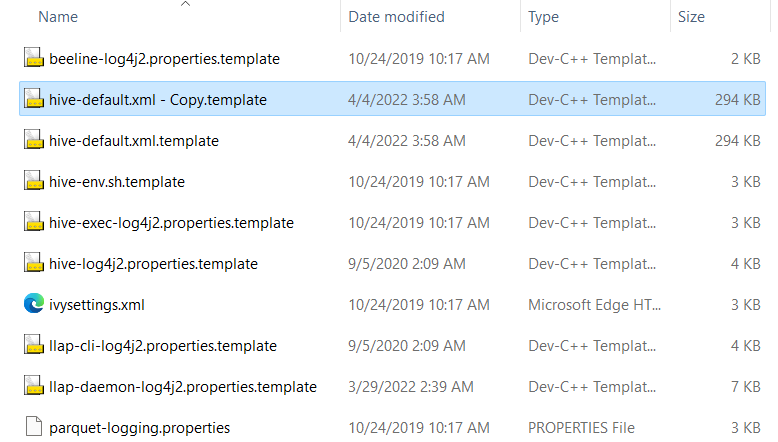 Name Date modified Type Size
beeline-log4j2.properties.template 10/24/2019 10:17 AM Dev-C++ Templat... 2 KB
hive-default.xml - Copy.template 4/4/2022 3:58 AM Dev-C++ Templat... 294 KB
hive-default.xml.template 4/4/2022 3:58 AM Dev-C++ Templat... 294 KB
hive-env.sh.template 10/24/2019 10:17 AM Dev-C++ Templat... 3 KB
hive-exec-log4j2.properties.template 10/24/2019 10:17 AM Dev-C++ Templat... 3 KB
hive-log4j2.properties.template 9/5/2020 2:09 AM Dev-C++ Templat... 4 KB
ivysettings.xml 10/24/2019 10:17 AM Microsoft Edge HT... 3 KB
llap-cli-log4j2.properties.template 9/5/2020 2:09 AM Dev-C++ Templat... 4 KB
llap-daemon-log4j2.properties.template 3/29/2022 2:39 AM Dev-C++ Templat... 7 KB
parquet-logging.properties 10/24/2019 10:17 AM PROPERTIES File 3 KB